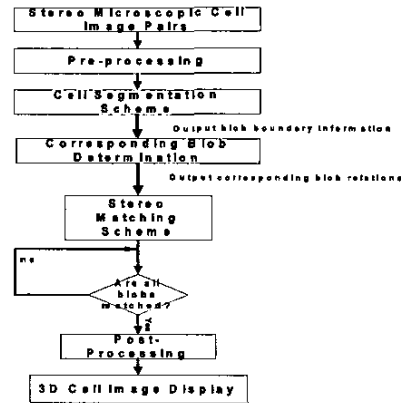 Stereo Microscopic Cell
Image Pairs
Pre-processing
Cell Segmentation
Scheme
Output blob boundary information
Corresponding Blob
Determination
Output corresponding blob relations
Stereo
Matching
Scheme
no
Are all
blobs
matched?
Yes
Post-
Processing
3D Cell Image Display